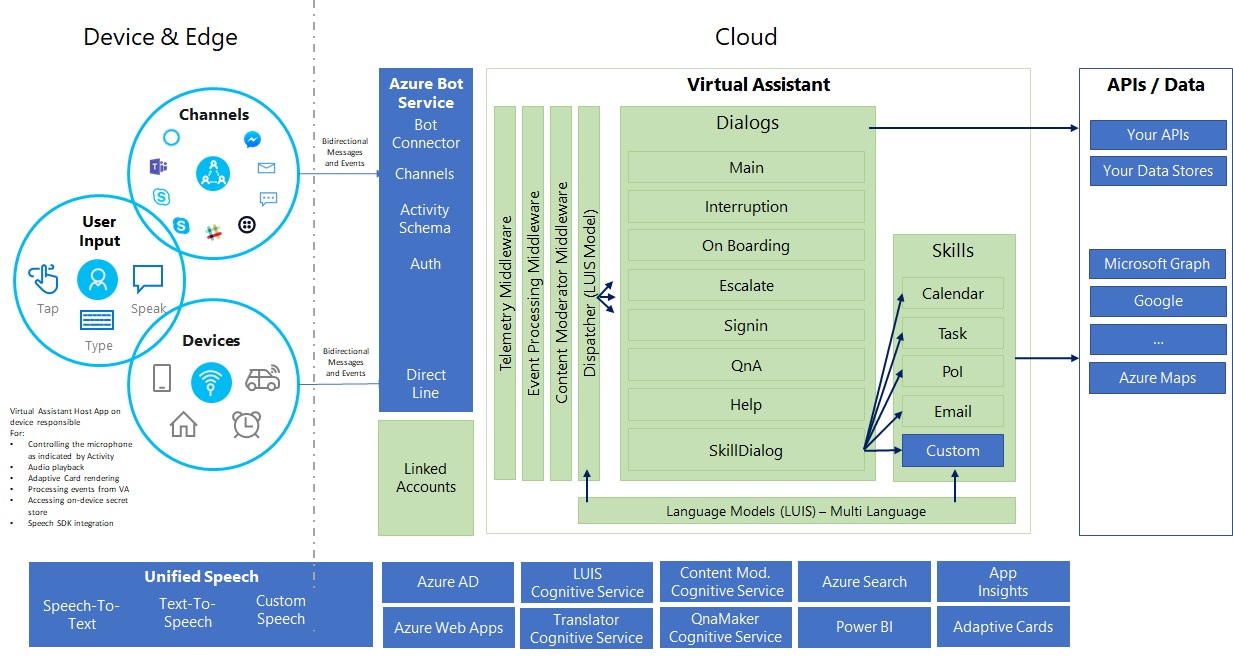 Device & Edge
Cloud
Channels
User
Input
Tap
Speak
Type
Devices
Virtual Assistant Host App on
device responsible
For:
• Controlling the microphone
as indicated by Activity
• Audio playback
• Adaptive Card rendering
• Processing events from VA
• Accessing on-device secret
store
• Speech SDK integration
Bidirectional
Messages
and Events
Bidirectional
Messages
and Events
Azure Bot
Service
Bot
Connector
Channels
Activity
Schema
Auth
Direct
Line
Linked
Accounts
Virtual Assistant
Telemetry Middleware
Event Processing Middleware
Content Moderator Middleware
Dispatcher (LUIS Model)
Dialogs
Main
Interruption
On Boarding
Escalate
Signin
QnA
Help
SkillDialog
Skills
Calendar
Task
PoI
Email
Custom
Language Models (LUIS) – Multi Language
APIs / Data
Your APIs
Your Data Stores
Microsoft Graph
Google
...
Azure Maps
Unified Speech
Speech-To-
Text
Text-To-
Speech
Custom
Speech
Azure AD
LUIS
Cognitive Service
Content Mod.
Cognitive Service
Azure Search
App
Insights
Azure Web Apps
Translator
Cognitive Service
QnaMaker
Cognitive Service
Power BI
Adaptive Cards